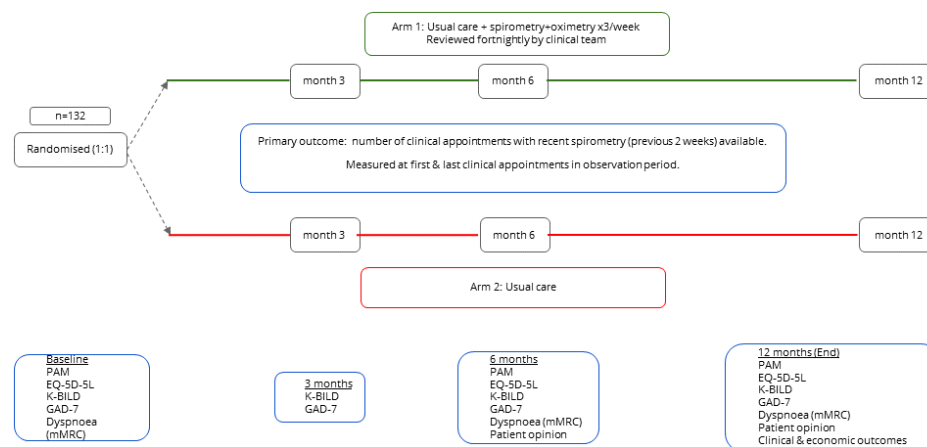 Arm 1: Usual care + spirometry+oximetry x3/week
Reviewed fortnightly by clinical team
month 3
month 6
month 12
n=132
Randomised (1:1)
Primary outcome: number of clinical appointments with recent spirometry (previous 2 weeks) available.
Measured at first & last clinical appointments in observation period.
month 3
month 6
month 12
Arm 2: Usual care
Baseline
PAM
EQ-5D-5L
K-BILD
GAD-7
Dyspnoea
(mMRC)
3 months
K-BILD
GAD-7
6 months
PAM
EQ-5D-5L
K-BILD
GAD-7
Dyspnoea (mMRC)
Patient opinion
12 months (End)
PAM
EQ-5D-5L
K-BILD
GAD-7
Dyspnoea (mMRC)
Patient opinion
Clinical & economic outcomes